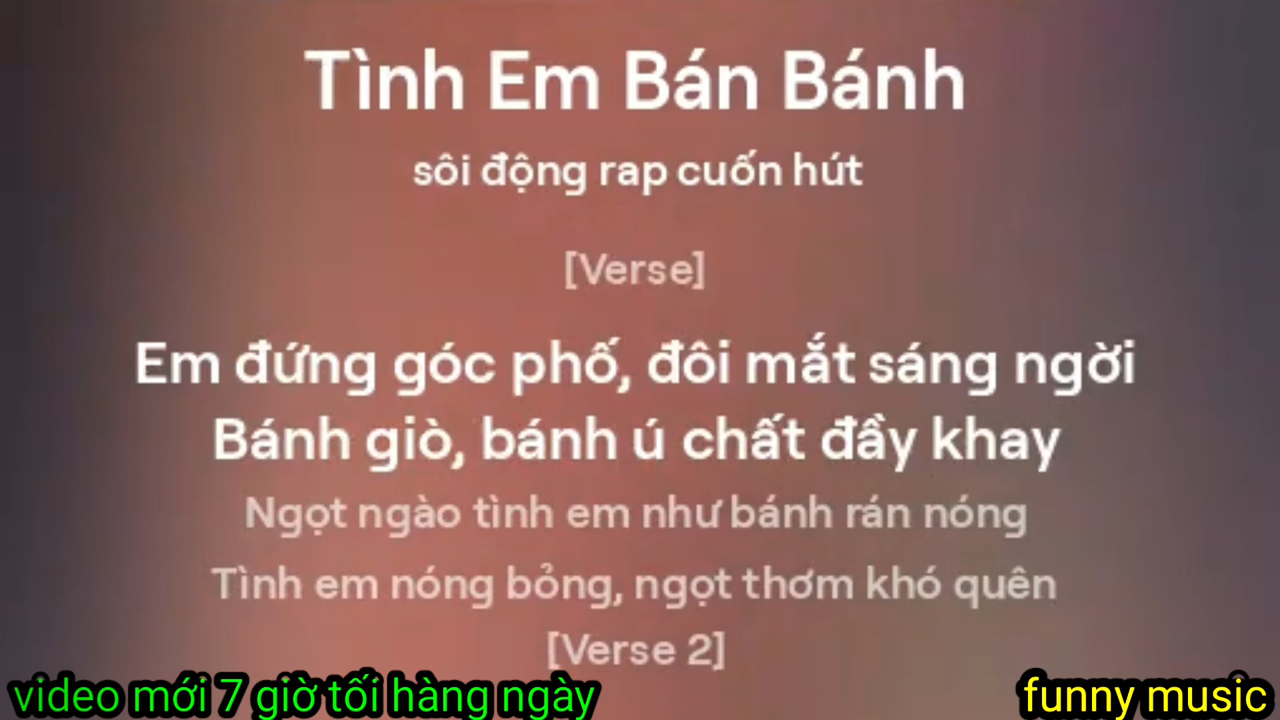 Tình Em Bán Bánh
sôi động rap cuốn hút
[Verse]
Em đứng góc phố, đôi mắt sáng ngời
Bánh giò, bánh ú chất đầy khay
Ngọt ngào tình em như bánh rán nóng
Tình em nóng bỏng, ngọt thơm khó quên
[Verse 2]
video mới 7 giờ tối hàng ngày
funny music